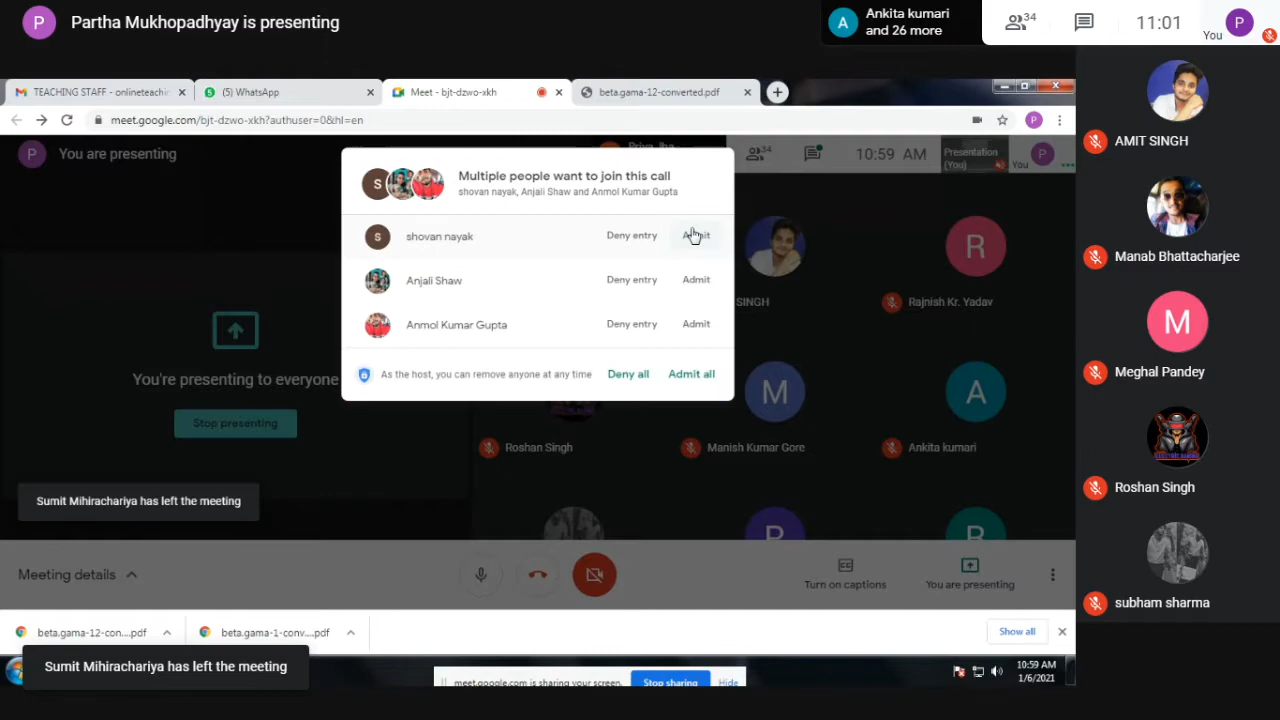 P Partha Mukhopadhyay is presenting
A Ankita kumari
and 26 more
34
11:01
You P
TEACHING STAFF - onlineteachin
(5) WhatsApp
Meet - bjt-dzwo-xkh
beta.gama-12-converted.pdf
meet.google.com/bjt-dzwo-xkh?authuser=0&hl=en
P
P You are presenting
Priya Jha
34
10:59 AM
Presentation
(You)
You P
S
Multiple people want to join this call
shovan nayak, Anjali Shaw and Anmol Kumar Gupta
S shovan nayak Deny entry Admit
Anjali Shaw Deny entry Admit
Anmol Kumar Gupta Deny entry Admit
As the host, you can remove anyone at any time Deny all Admit all
You're presenting to everyone
Stop presenting
SINGH
R
Rajnish Kr. Yadav
Roshan Singh
M
Manish Kumar Gore
A
Ankita kumari
Sumit Mihirachariya has left the meeting
Meeting details
Turn on captions
You are presenting
beta.gama-12-con....pdf
beta.gama-1-conv....pdf
Show all
Sumit Mihirachariya has left the meeting
meet.google.com is sharing your screen.
Stop sharing
Hide
10:59 AM
1/6/2021
AMIT SINGH
Manab Bhattacharjee
M
Meghal Pandey
Roshan Singh
subham sharma